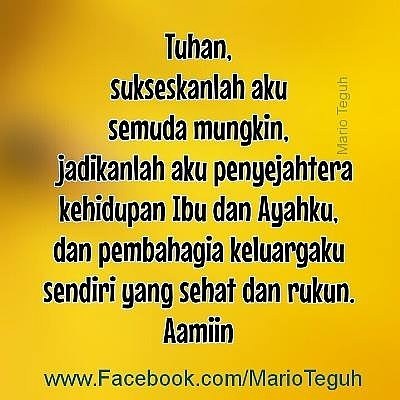 Tuhan,
sukseskanlah aku
semuda mungkin,
jadikanlah aku penyejahtera
kehidupan Ibu dan Ayahku,
dan pembahagia keluargaku
sendiri yang sehat dan rukun.
Aamiin
Mario Teguh
www.Facebook.com/MarioTeguh